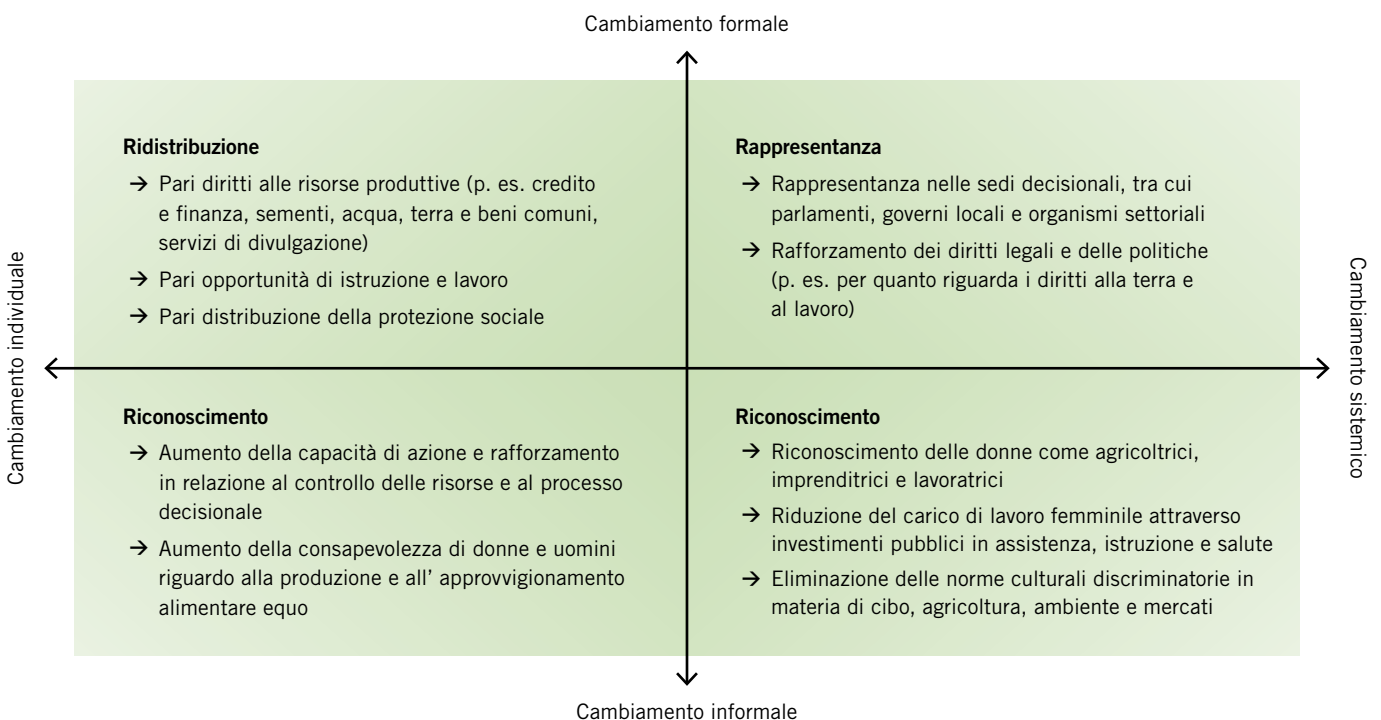 Cambiamento formale
Ridistribuzione
→ Pari diritti alle risorse produttive (p. es. credito
e finanza, sementi, acqua, terra e beni comuni,
servizi di divulgazione)
→ Pari opportunità di istruzione e lavoro
→ Pari distribuzione della protezione sociale
Rappresentanza
→ Rappresentanza nelle sedi decisionali, tra cui
parlamenti, governi locali e organismi settoriali
→ Rafforzamento dei diritti legali e delle politiche
(p. es. per quanto riguarda i diritti alla terra e
al lavoro)
Cambiamento individuale
Cambiamento sistemico
Riconoscimento
→ Aumento della capacità di azione e rafforzamento
in relazione al controllo delle risorse e al processo
decisionale
→ Aumento della consapevolezza di donne e uomini
riguardo alla produzione e all’ approvvigionamento
alimentare equo
Riconoscimento
→ Riconoscimento delle donne come agricoltrici,
imprenditrici e lavoratrici
→ Riduzione del carico di lavoro femminile attraverso
investimenti pubblici in assistenza, istruzione e salute
→ Eliminazione delle norme culturali discriminatorie in
materia di cibo, agricoltura, ambiente e mercati
Cambiamento informale